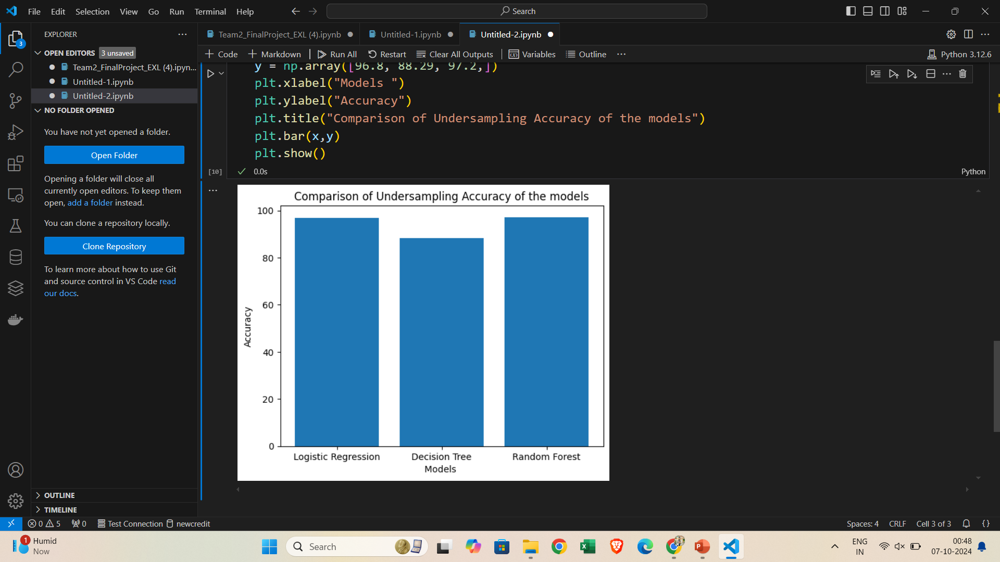 File Edit Selection View Go Run Terminal Help
Search
EXPLORER
OPEN EDITORS 3 unsaved
Team2_FinalProject_EXL (4).ipyn...
Untitled-1.ipynb
Untitled-2.ipynb
NO FOLDER OPENED
You have not yet opened a folder.
Open Folder
Opening a folder will close all
currently open editors. To keep them
open, add a folder instead.
You can clone a repository locally.
Clone Repository
To learn more about how to use Git
and source control in VS Code read
our docs.
OUTLINE
TIMELINE
3
Team2_FinalProject_EXL (4).ipynb Untitled-1.ipynb Untitled-2.ipynb
Code Markdown Run All Restart Clear All Outputs Variables Outline ... Python 3.12.6
y = np.array([96.8, 88.29, 97.2,])
plt.xlabel("Models ")
plt.ylabel("Accuracy")
plt.title("Comparison of Undersampling Accuracy of the models")
plt.bar(x,y)
plt.show()
[10] 0.0s Python
Comparison of Undersampling Accuracy of the models
100
80
60
40
20
0
Accuracy
Logistic Regression Decision Tree Random Forest
Models
0 5 0 Test Connection newcredit Spaces: 4 CRLF Cell 3 of 3 {}
1 Humid
Now
Search
ENG
IN
00:48
07-10-2024